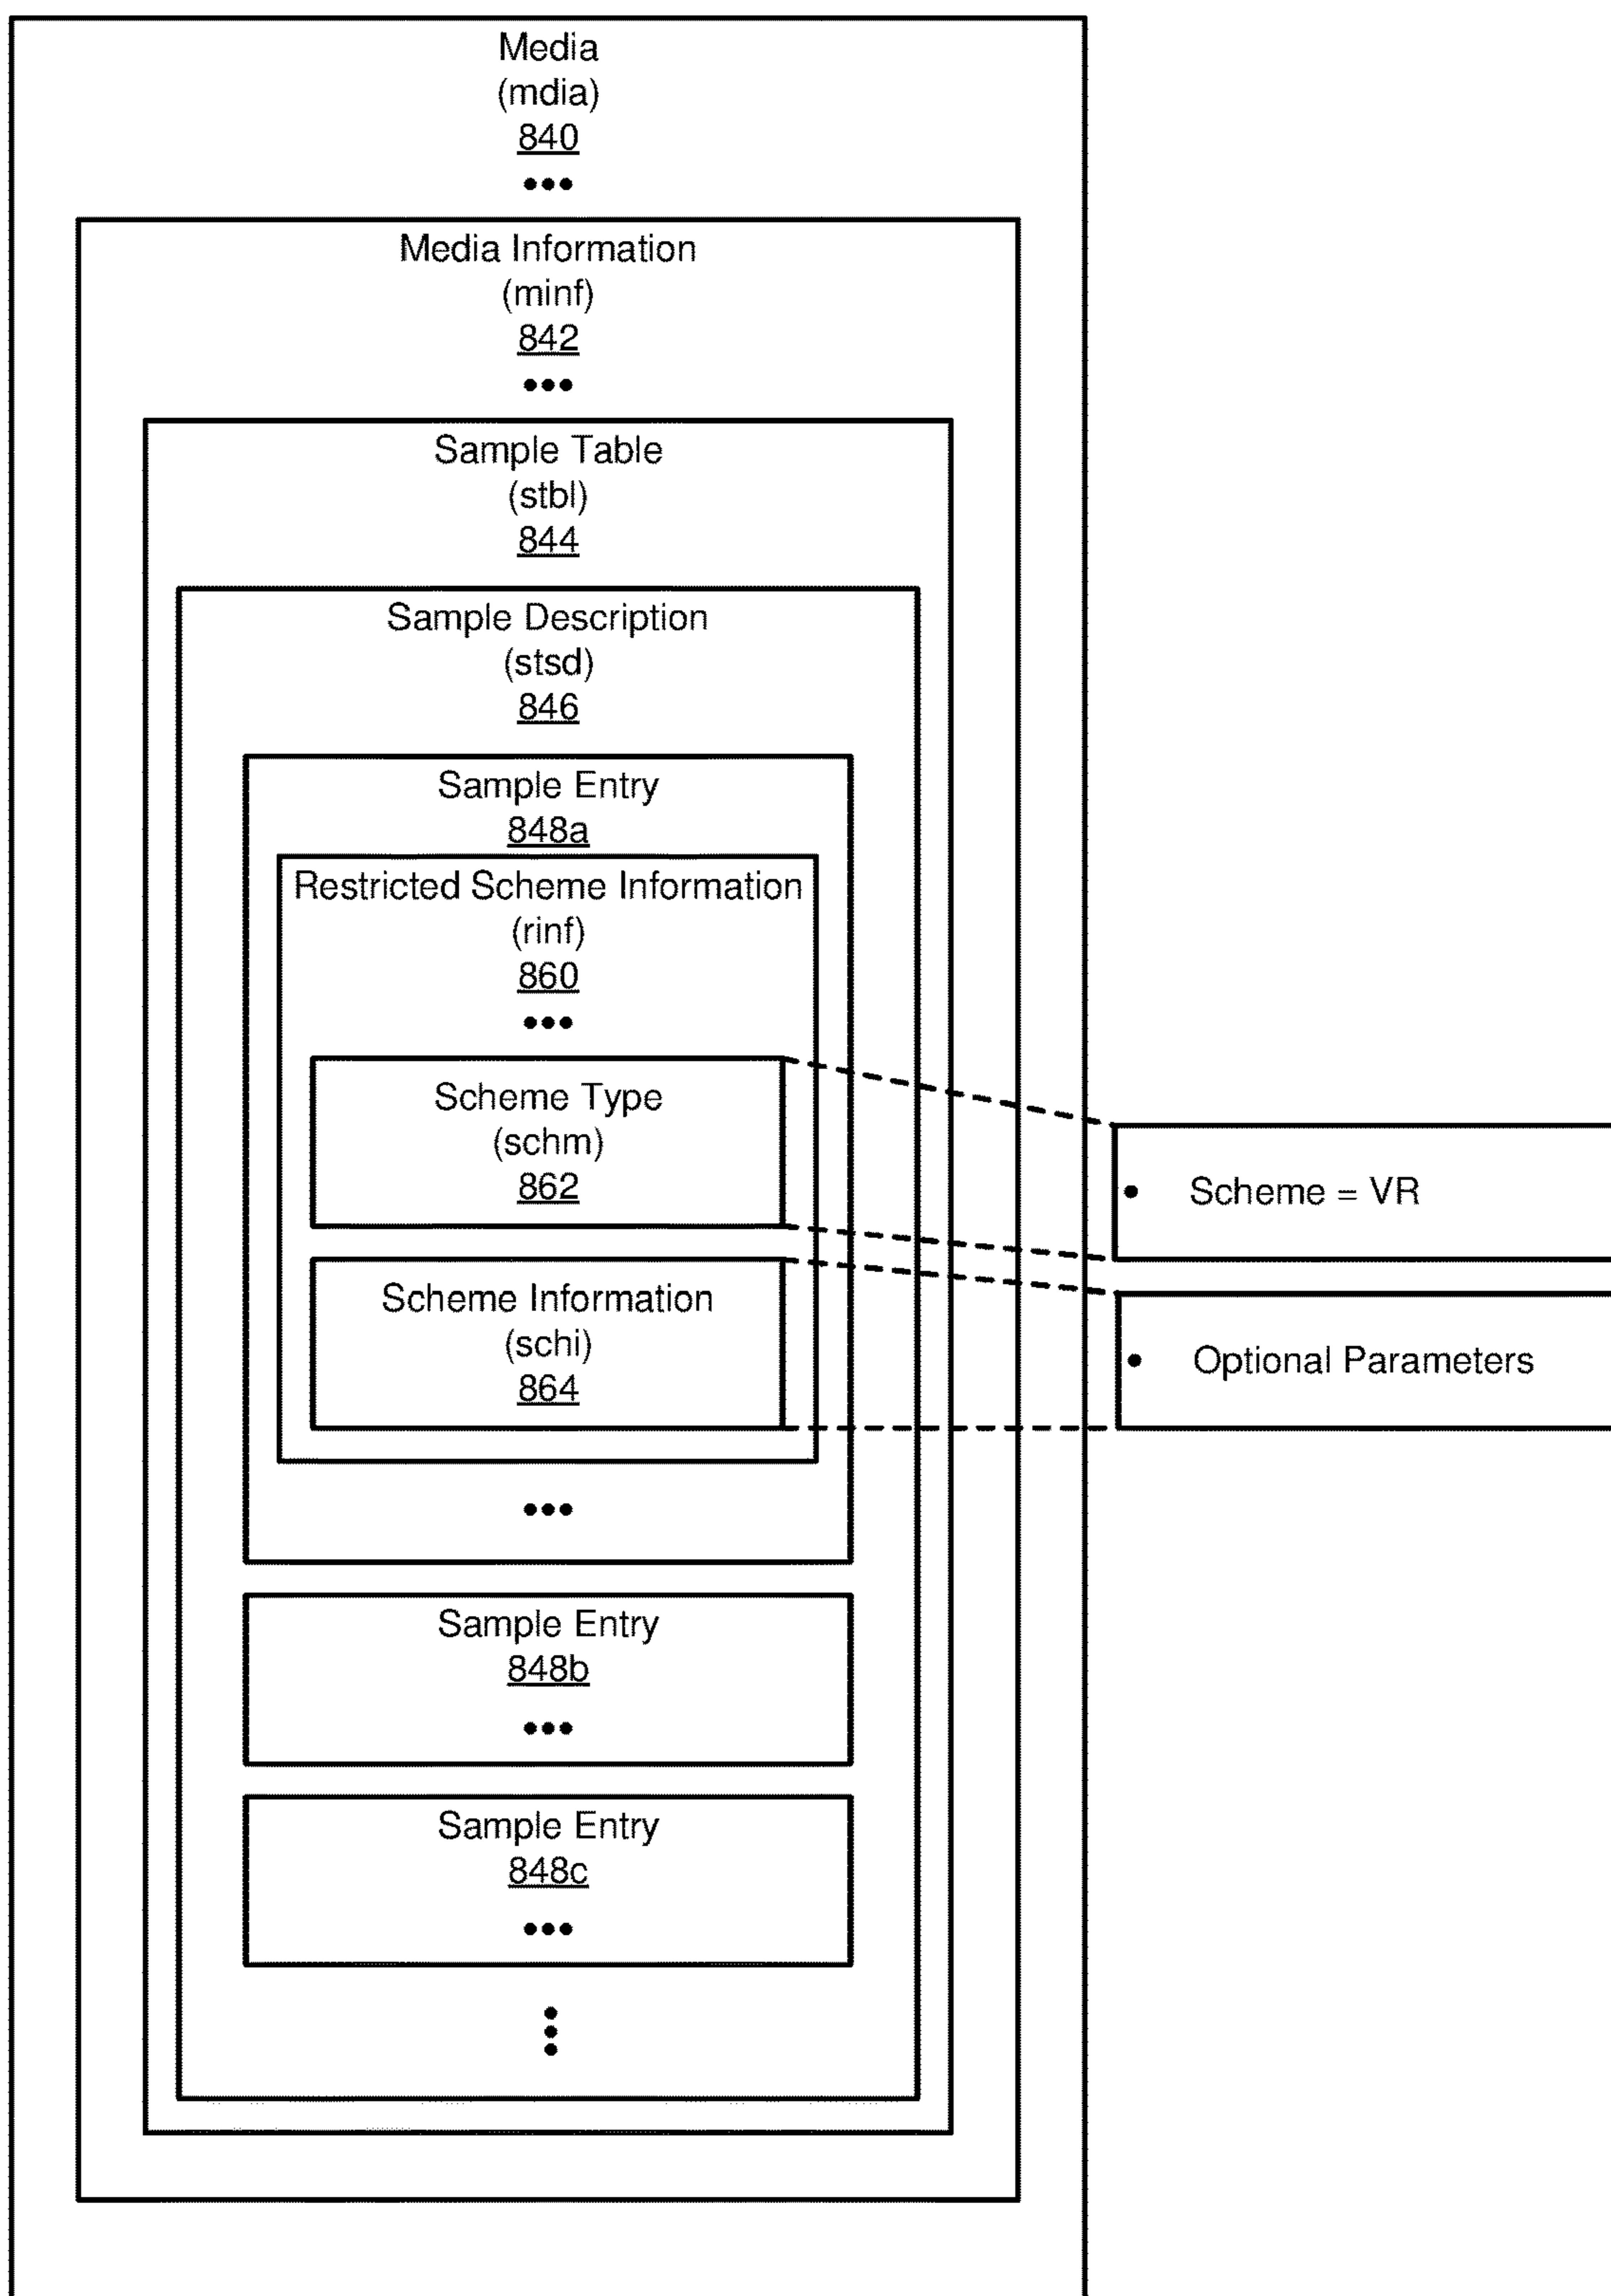 Media
(mdia)
840
•••
Media Information
(minf)
842
•••
Sample Table
(stbl)
844
Sample Description
(stsd)
846
Sample Entry
848a
Restricted Scheme Information
(rinf)
860
•••
Scheme Type
(schm)
862
• Scheme = VR
Scheme Information
(schi)
864
• Optional Parameters
•••
Sample Entry
848b
•••
Sample Entry
848c
•••